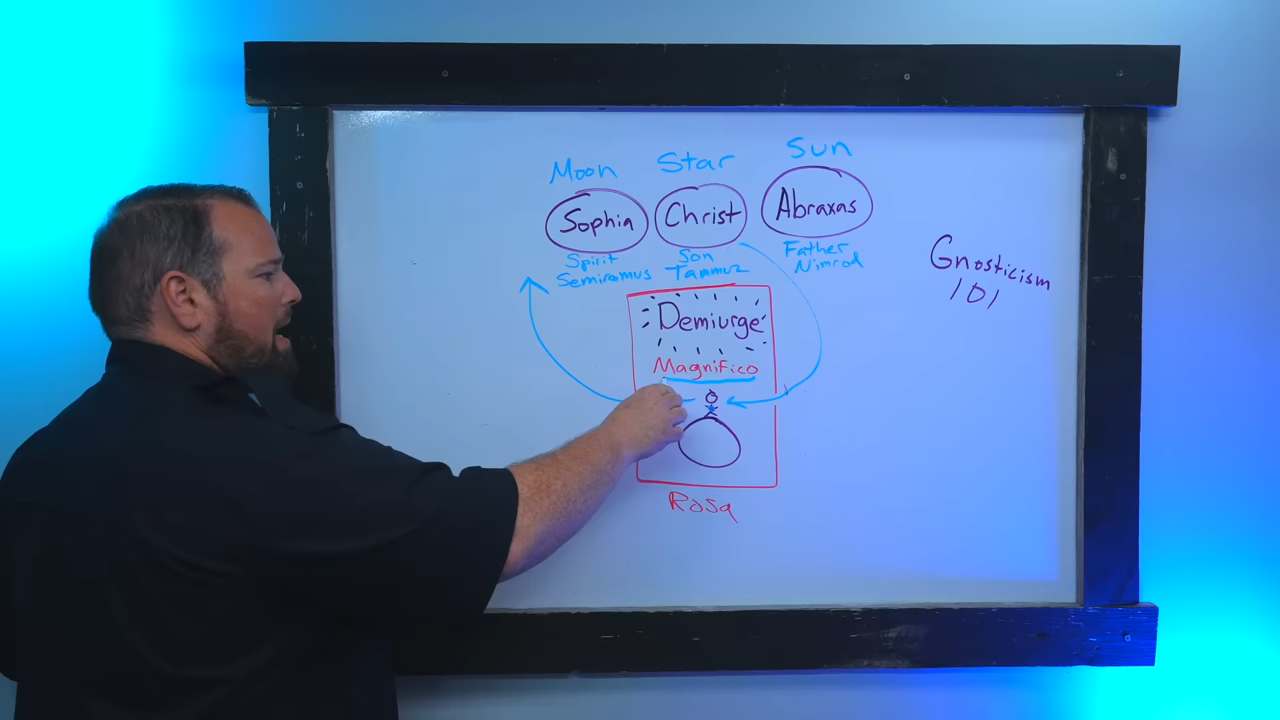 Moon
Star
Sun
Sophia
Christ
Abraxas
Spirit
Semiramus
Son
Tammuz
Father
Nimrod
Gnosticism
101
Demiurge
Magnifico
Rosa